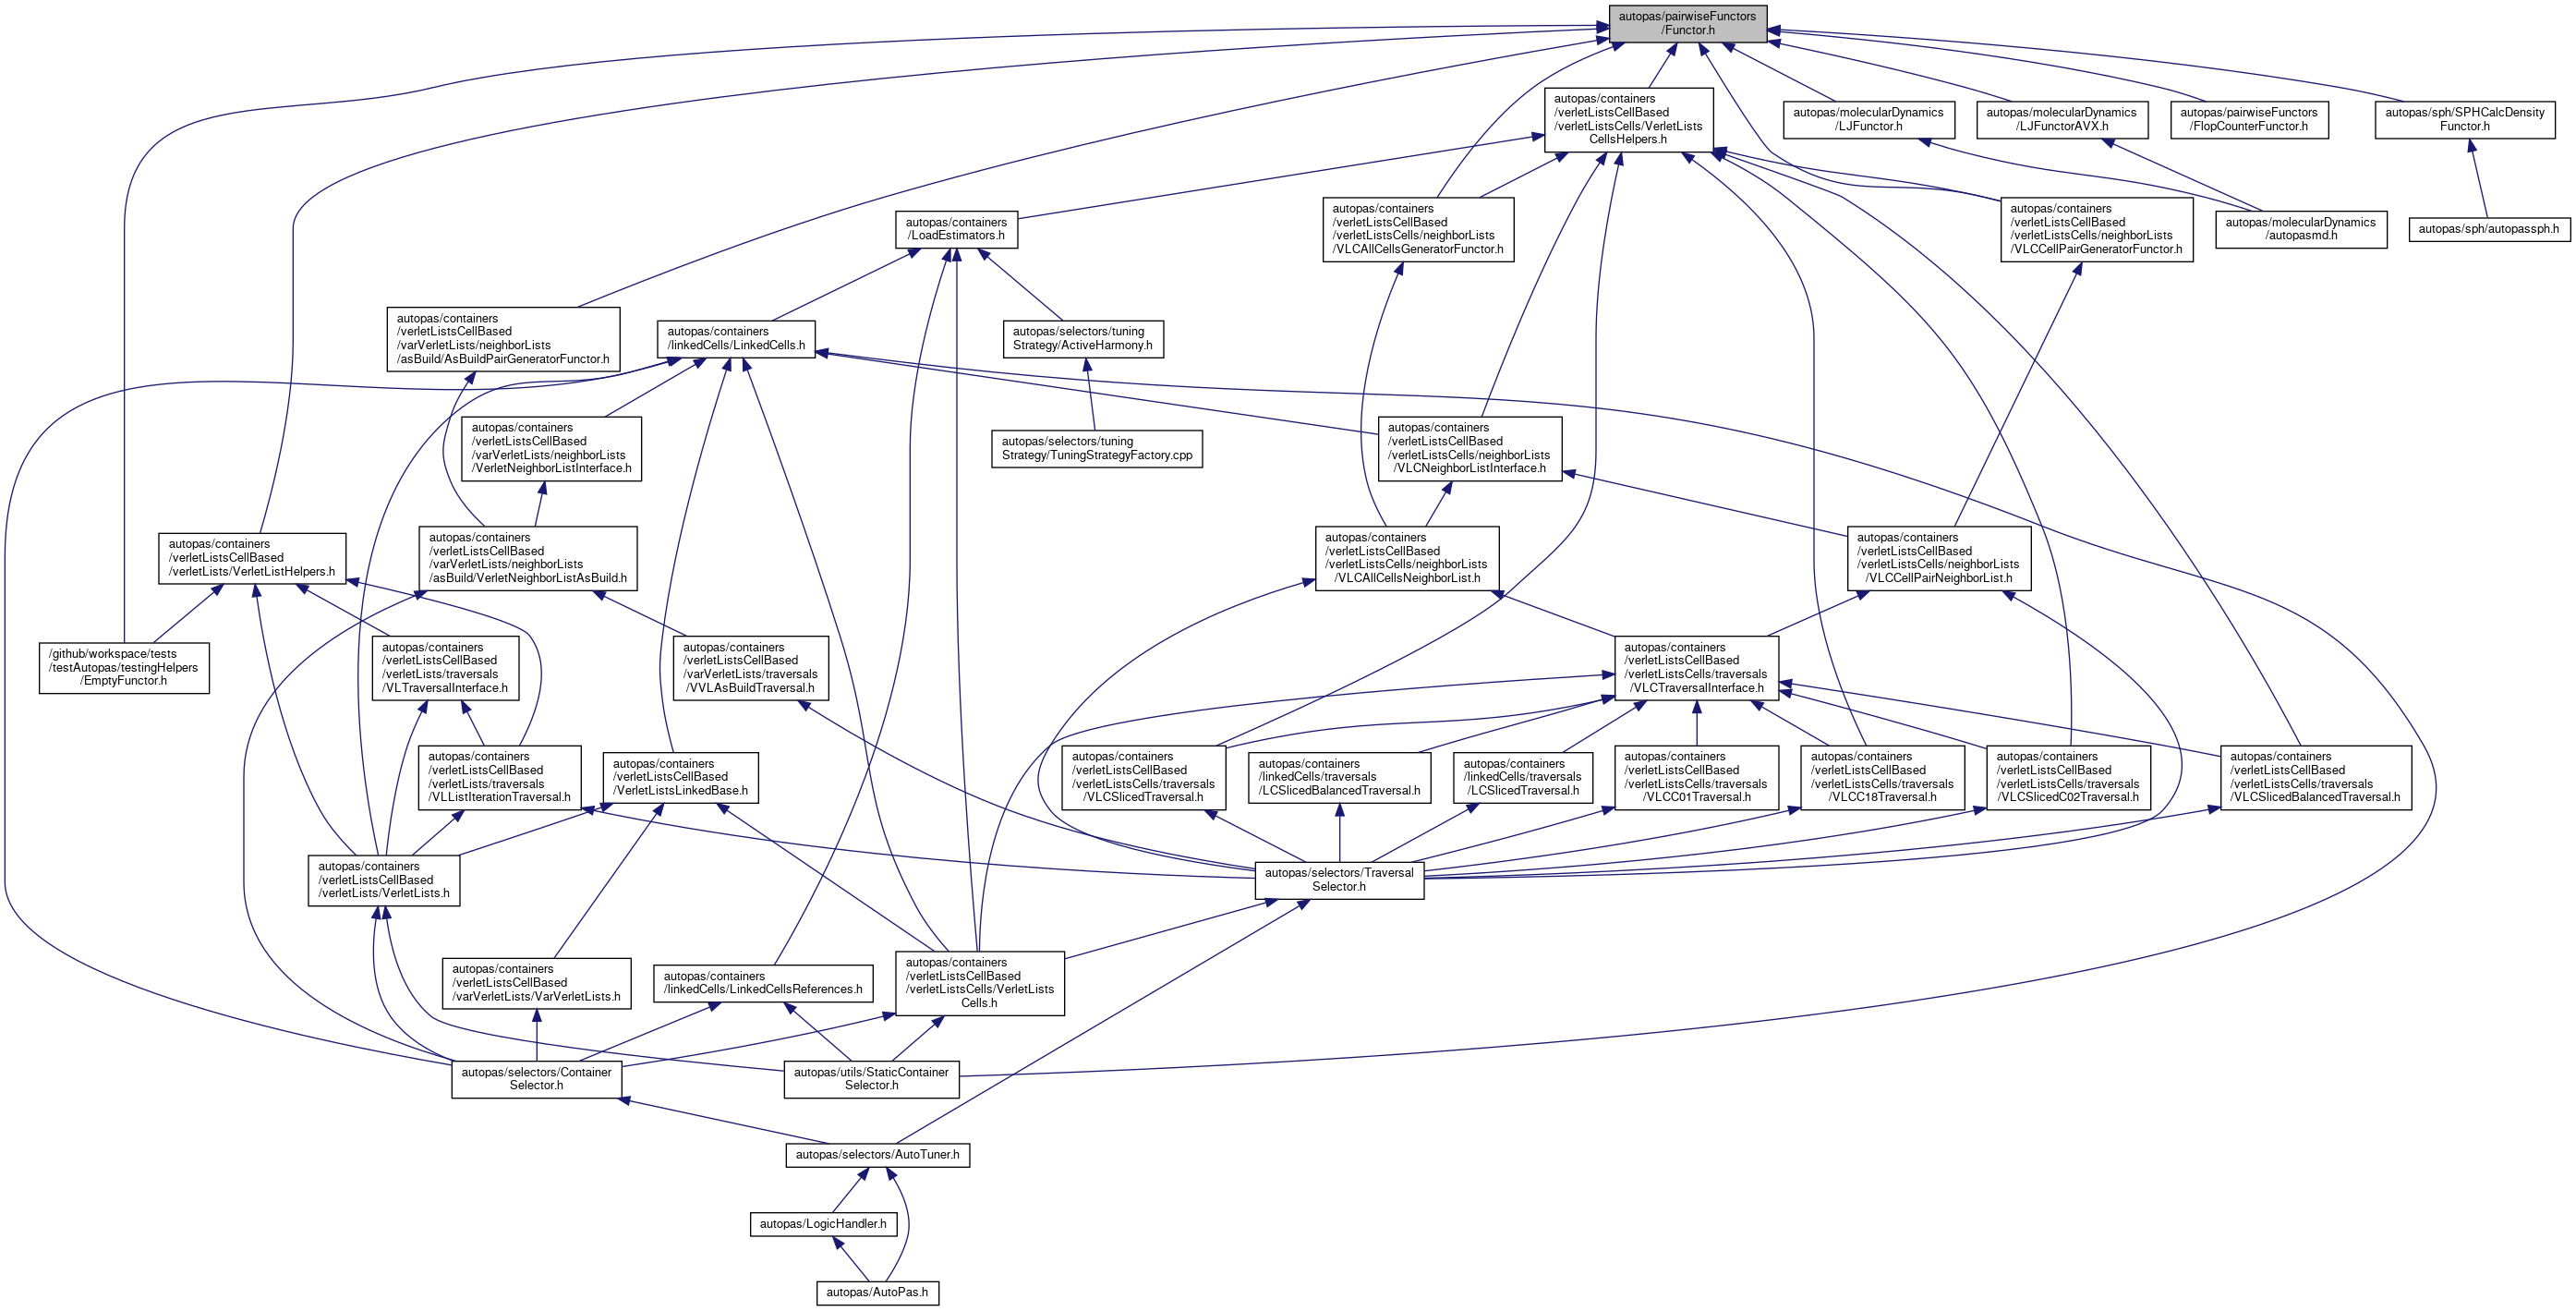 autopas/pairwiseFunctors
/Functor.h
autopas/containers
/verletListsCellBased
/verletListsCells/VerletLists
CellsHelpers.h
autopas/molecularDynamics
/LJFunctor.h
autopas/molecularDynamics
/LJFunctorAVX.h
autopas/pairwiseFunctors
/FlopCounterFunctor.h
autopas/sph/SPHCalcDensity
Functor.h
autopas/containers
/LoadEstimators.h
autopas/containers
/verletListsCellBased
/verletListsCells/neighborLists
/VLCAllCellsGeneratorFunctor.h
autopas/containers
/verletListsCellBased
/verletListsCells/neighborLists
/VLCCellPairGeneratorFunctor.h
autopas/molecularDynamics
/autopasmd.h
autopas/sph/autopassph.h
autopas/containers
/verletListsCellBased
/varVerletLists/neighborLists
/asBuild/AsBuildPairGeneratorFunctor.h
autopas/containers
/linkedCells/LinkedCells.h
autopas/selectors/tuning
Strategy/ActiveHarmony.h
autopas/containers
/verletListsCellBased
/varVerletLists/neighborLists
/VerletNeighborListInterface.h
autopas/selectors/tuning
Strategy/TuningStrategyFactory.cpp
autopas/containers
/verletListsCellBased
/verletListsCells/neighborLists
/VLCNeighborListInterface.h
autopas/containers
/verletListsCellBased
/verletLists/VerletListHelpers.h
autopas/containers
/verletListsCellBased
/varVerletLists/neighborLists
/asBuild/VerletNeighborListAsBuild.h
autopas/containers
/verletListsCellBased
/verletListsCells/neighborLists
/VLCAllCellsNeighborList.h
autopas/containers
/verletListsCellBased
/verletListsCells/neighborLists
/VLCCellPairNeighborList.h
/github/workspace/tests
/testAutopas/testingHelpers
/EmptyFunctor.h
autopas/containers
/verletListsCellBased
/verletLists/traversals
/VLTraversalInterface.h
autopas/containers
/verletListsCellBased
/varVerletLists/traversals
/VVLAsBuildTraversal.h
autopas/containers
/verletListsCellBased
/verletListsCells/traversals
/VLCTraversalInterface.h
autopas/containers
/verletListsCellBased
/verletLists/traversals
/VLListIterationTraversal.h
autopas/containers
/verletListsCellBased
/VerletListsLinkedBase.h
autopas/containers
/verletListsCellBased
/verletListsCells/traversals
/VLCSlicedTraversal.h
autopas/containers
/linkedCells/traversals
/LCSlicedBalancedTraversal.h
autopas/containers
/linkedCells/traversals
/LCSlicedTraversal.h
autopas/containers
/verletListsCellBased
/verletListsCells/traversals
/VLCC01Traversal.h
autopas/containers
/verletListsCellBased
/verletListsCells/traversals
/VLCC18Traversal.h
autopas/containers
/verletListsCellBased
/verletListsCells/traversals
/VLCSlicedC02Traversal.h
autopas/containers
/verletListsCellBased
/verletListsCells/traversals
/VLCSlicedBalancedTraversal.h
autopas/containers
/verletListsCellBased
/verletLists/VerletLists.h
autopas/selectors/Traversal
Selector.h
autopas/containers
/verletListsCellBased
/varVerletLists/VarVerletLists.h
autopas/containers
/linkedCells/LinkedCellsReferences.h
autopas/containers
/verletListsCellBased
/verletListsCells/VerletLists
Cells.h
autopas/selectors/Container
Selector.h
autopas/utils/StaticContainer
Selector.h
autopas/selectors/AutoTuner.h
autopas/LogicHandler.h
autopas/AutoPas.h